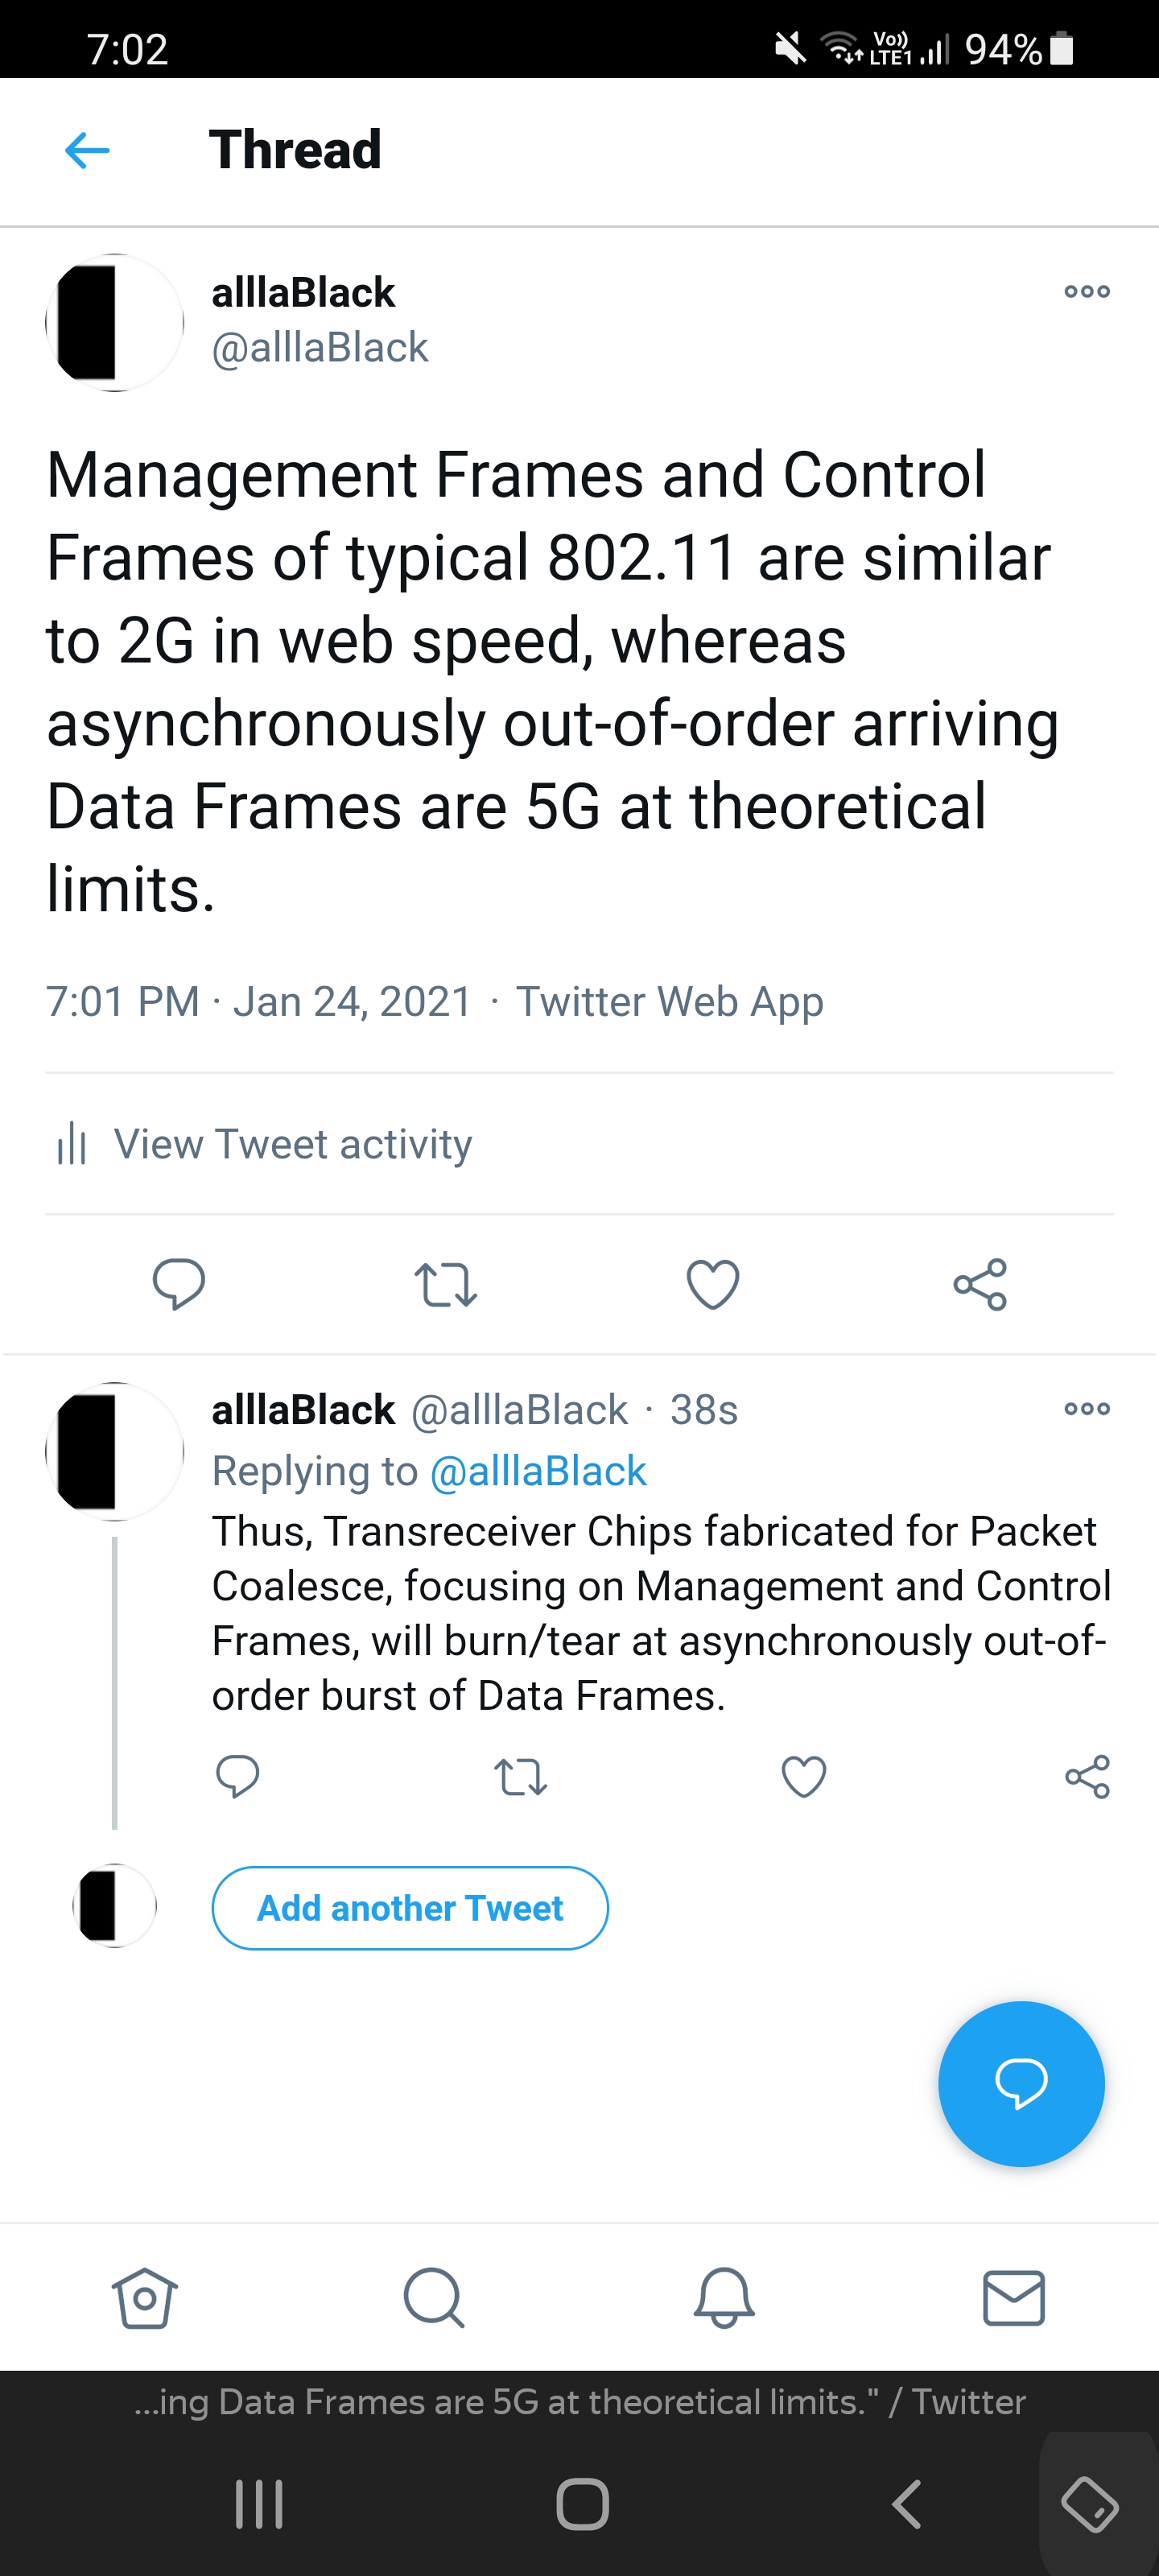 7:02
Vo)) LTE1 94%
Thread
alllaBlack
@alllaBlack
Management Frames and Control
Frames of typical 802.11 are similar
to 2G in web speed, whereas
asynchronously out-of-order arriving
Data Frames are 5G at theoretical
limits.
7:01 PM · Jan 24, 2021 · Twitter Web App
View Tweet activity
alllaBlack @alllaBlack · 38s
Replying to @alllaBlack
Thus, Transreceiver Chips fabricated for Packet
Coalesce, focusing on Management and Control
Frames, will burn/tear at asynchronously out-of-
order burst of Data Frames.
Add another Tweet
...ing Data Frames are 5G at theoretical limits." / Twitter